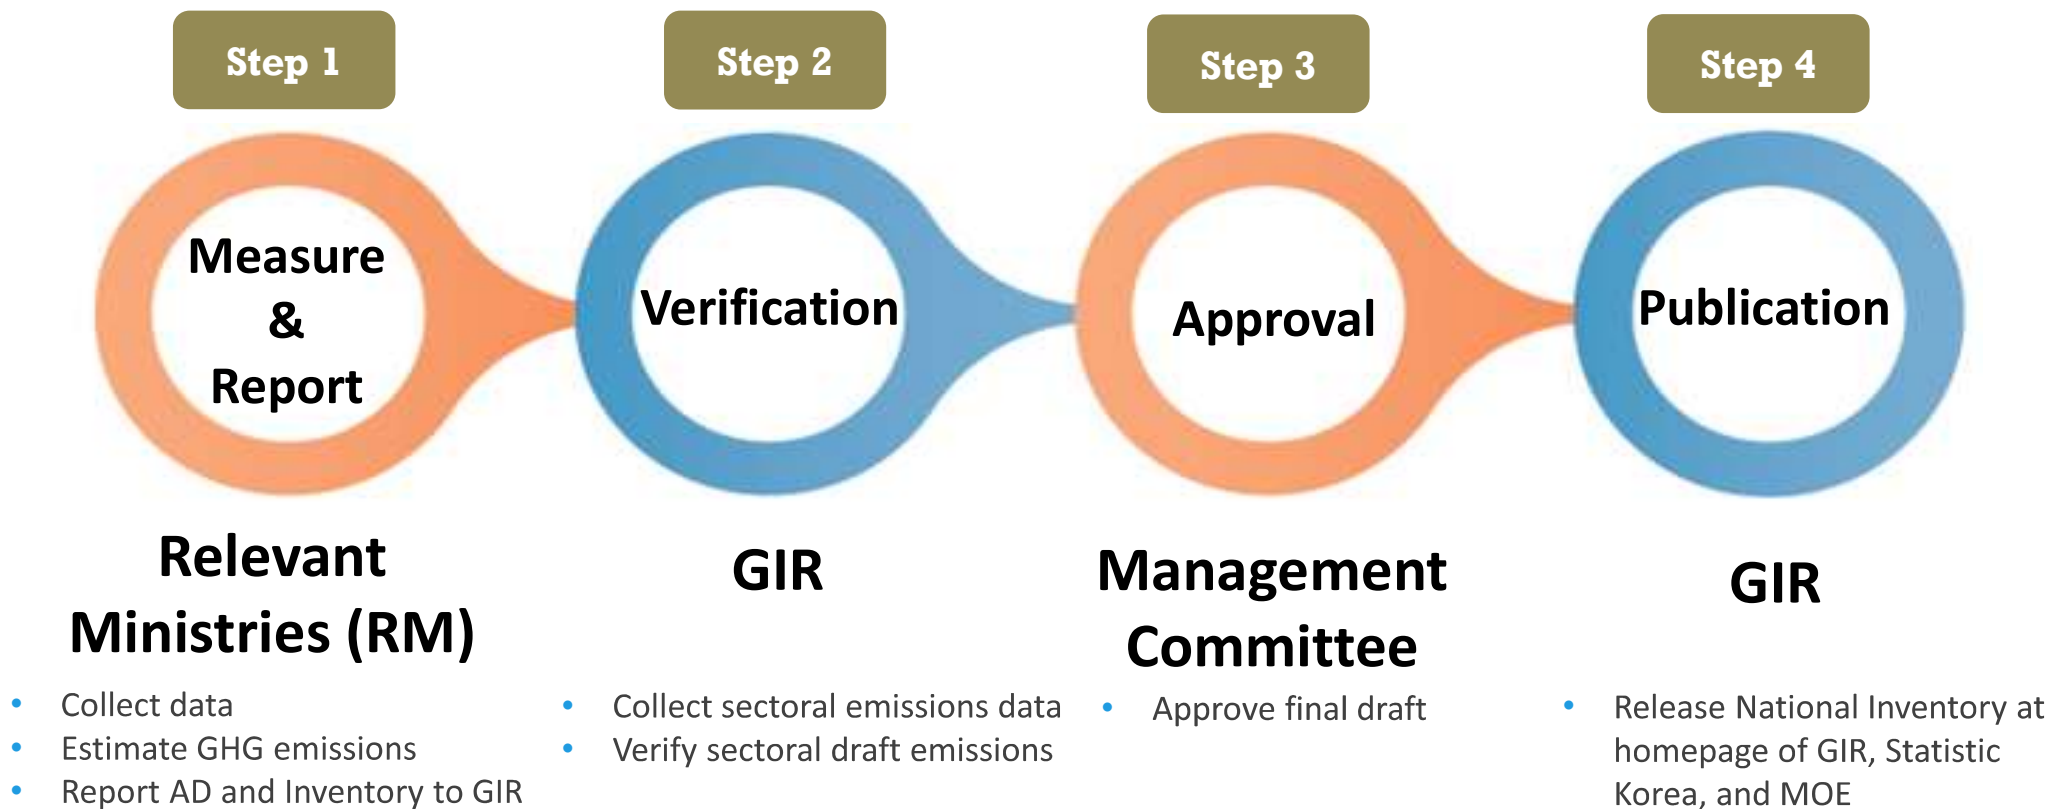 Step 1
Step 2
Step 3
Step 4
Measure
&
Report
Verification
Approval
Publication
Relevant
Ministries (RM)
• Collect data
• Estimate GHG emissions
• Report AD and Inventory to GIR
GIR
• Collect sectoral emissions data
• Verify sectoral draft emissions
Management
Committee
• Approve final draft
GIR
• Release National Inventory at
homepage of GIR, Statistic
Korea, and MOE